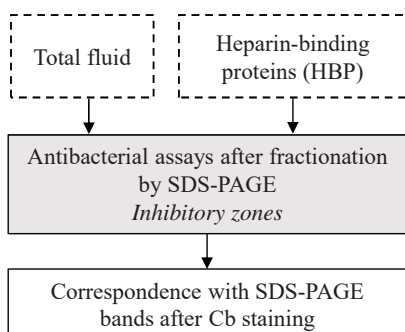 Total fluid
Heparin-binding
proteins (HBP)
Antibacterial assays after fractionation
by SDS-PAGE
Inhibitory zones
Correspondence with SDS-PAGE
bands after Cb staining